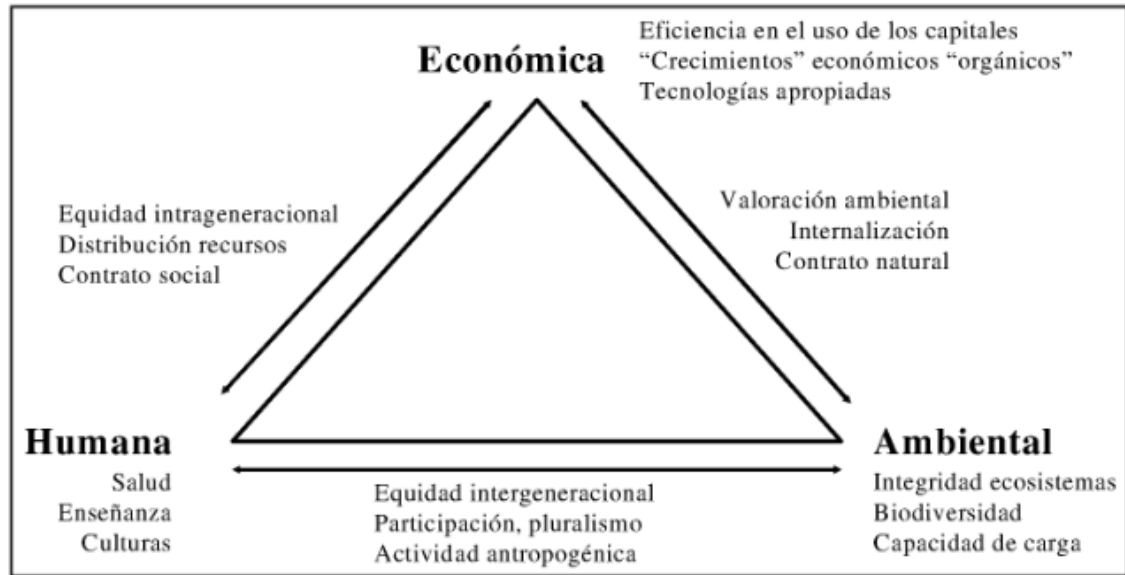 Económica
Eficiencia en el uso de los capitales
“Crecimientos” económicos “orgánicos”
Tecnologías apropiadas
Equidad intrageneracional
Distribución recursos
Contrato social
Valoración ambiental
Internalización
Contrato natural
Humana
Salud
Enseñanza
Culturas
Equidad intergeneracional
Participación, pluralismo
Actividad antropogénica
Ambiental
Integridad ecosistemas
Biodiversidad
Capacidad de carga